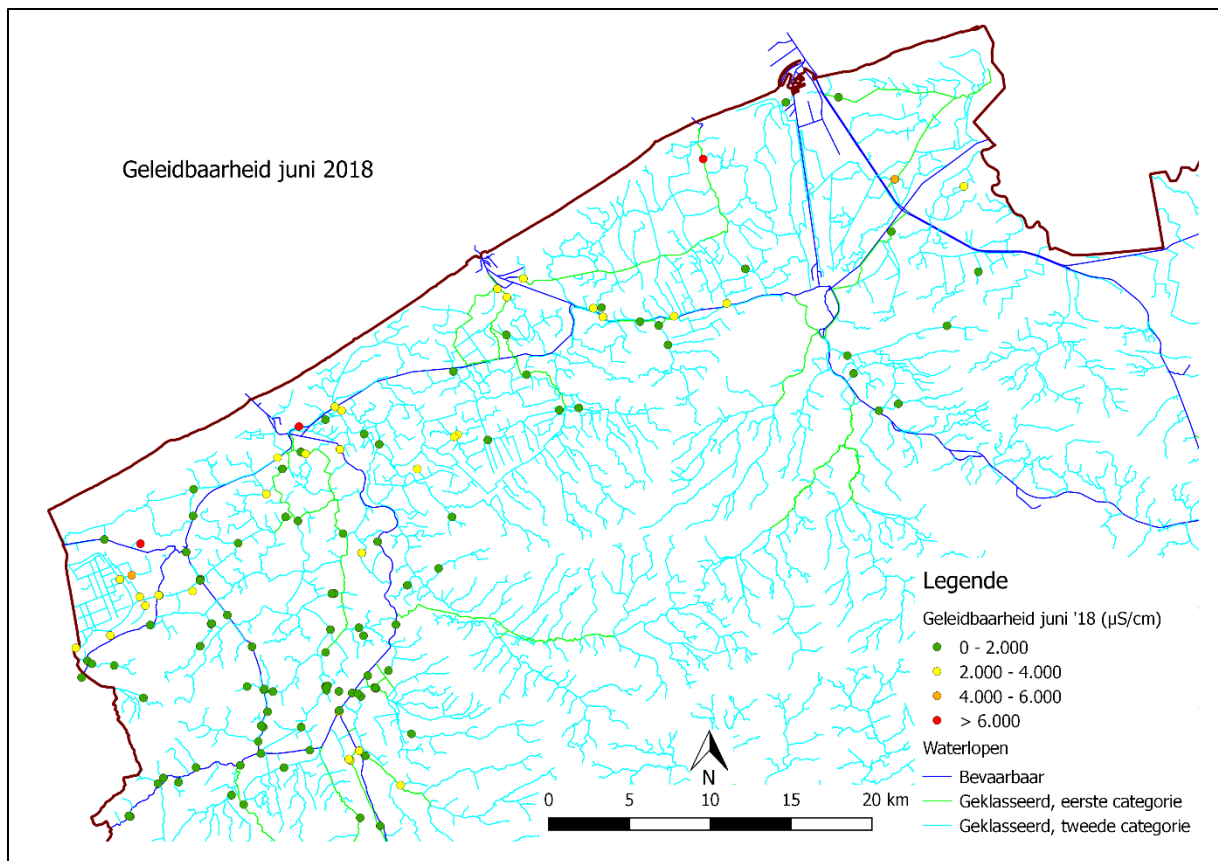 Geleidbaarheid juni 2018
Legende
Geleidbaarheid juni '18 (µS/cm)
0 - 2.000
2.000 - 4.000
4.000 - 6.000
> 6.000
Waterlopen
Bevaarbaar
Geklasseerd, eerste categorie
Geklasseerd, tweede categorie
N
0 5 10 15 20 km